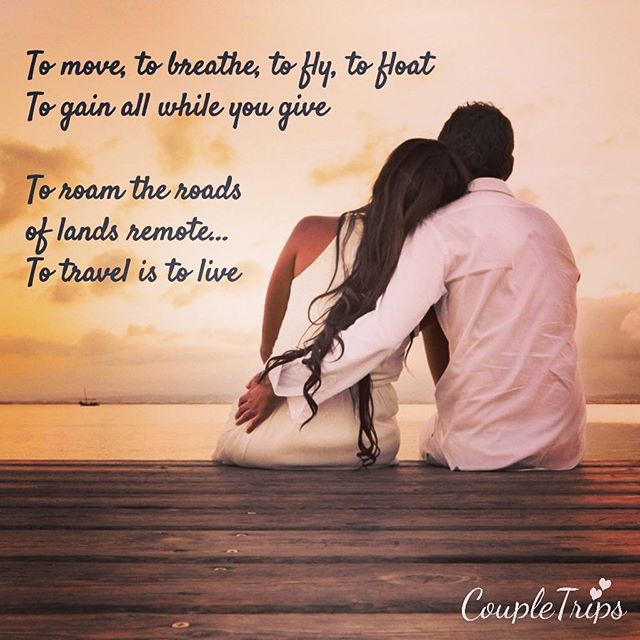 To move, to breathe, to fly, to float
To gain all while you give
To roam the roads
of lands remote...
To travel is to live
CoupleTrips